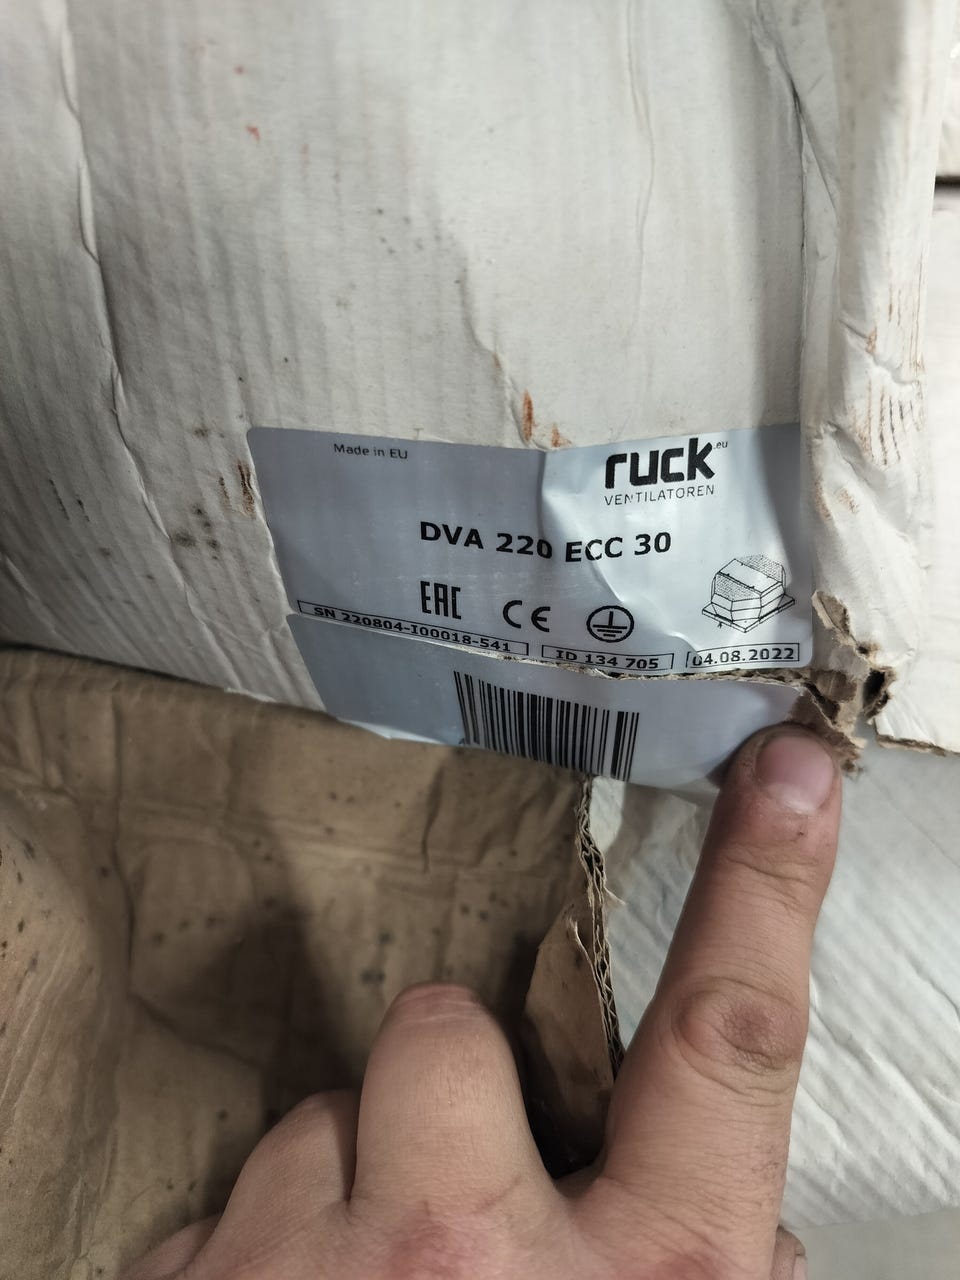 Made in EU
ruck.eu
VENTILATOREN
DVA 220 ECC 30
EAC CE
SN 220804-I00018-541
ID 134 705
04.08.2022